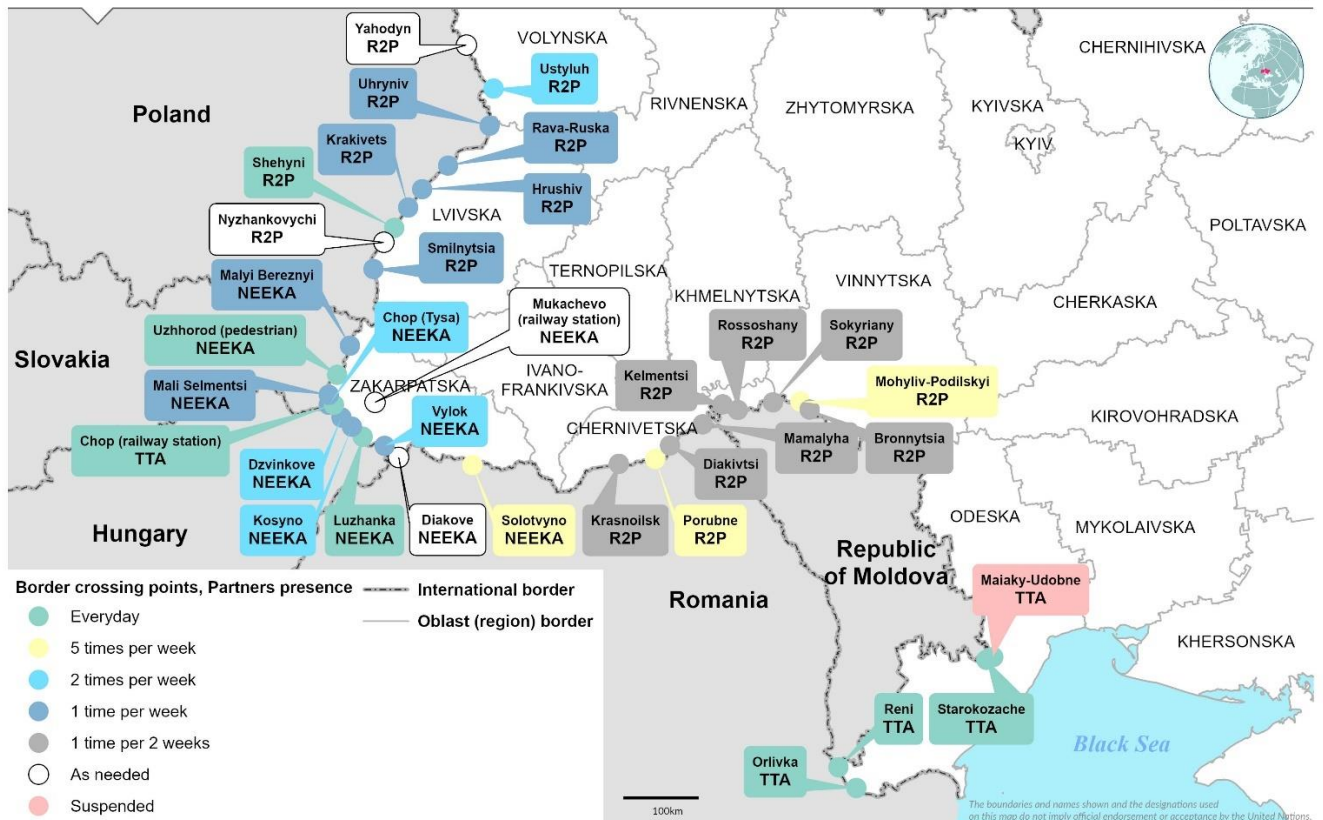 Yahodyn
R2P
VOLYNSKA
CHERNIHIVSKA
Ustyluh
R2P
Uhryniv
R2P
RIVNENSKA
ZHYTOMYRSKA
KYIVSKA
Poland
Krakivets
R2P
Rava-Ruska
R2P
KYIV
Shehyni
R2P
Hrushiv
R2P
Nyzhankovychi
R2P
LVIVSKA
POLTAVSKA
Smilnytsia
R2P
TERNOPILSKA
VINNYTSKA
Malyi Bereznyi
NEEKA
KHMELNYTSKA
CHERKASKA
Mukachevo
(railway station)
NEEKA
Chop (Tysa)
NEEKA
Rossoshany
R2P
Sokyriany
R2P
Uzhhorod (pedestrian)
NEEKA
Slovakia
IVANO-
FRANKIVSKA
Kelmentsi
R2P
Mohyliv-Podilskyi
R2P
Mali Selmentsi
NEEKA
ZAKARPATSKA
Vylok
NEEKA
KIROVOHRADSKA
CHERNIVETSKA
Chop (railway station)
TTA
Mamalyha
R2P
Bronnytsia
R2P
Dzvinkove
NEEKA
Diakivtsi
R2P
Kosyno
NEEKA
Luzhanka
NEEKA
Diakove
NEEKA
Solotvyno
NEEKA
Krasnoilsk
R2P
Porubne
R2P
ODESKA
MYKOLAIVSKA
Hungary
Republic
of Moldova
Maiaky-Udobne
TTA
Romania
KHERSONSKA
Reni
TTA
Starokozache
TTA
Orlivka
TTA
Black Sea
Border crossing points, Partners presence
Everyday
5 times per week
2 times per week
1 time per week
1 time per 2 weeks
As needed
Suspended
International border
Oblast (region) border
100km
The boundaries and names shown and the designations used
on this map do not imply official endorsement or acceptance by the United Nations.